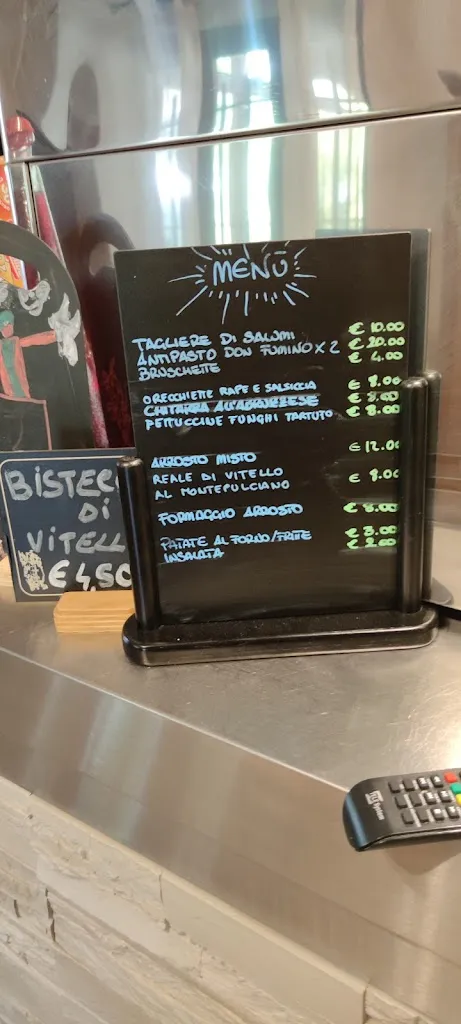 MENÙ
TAGLIERE DI SALUMI € 10.00
ANTIPASTO DON FUMINO X 2 € 20.00
BRUSCHETTE € 4.00
ORECCHIETTE RAPE E SALSICCIA € 8.00
CHITARRA ALL'ABRUZZESE € 8.00
FETTUCCINE FUNGHI TARTUFO € 8.00
ARROSTO MISTO € 12.00
REALE DI VITELLO € 8.00
AL MONTEPULCIANO
FORMAGGIO ARROSTO € 5.00
PATATE AL FORNO/FRITTE € 3.00
INSALATA € 2.00
BISTEC
DI
VITELL
€ 4,50